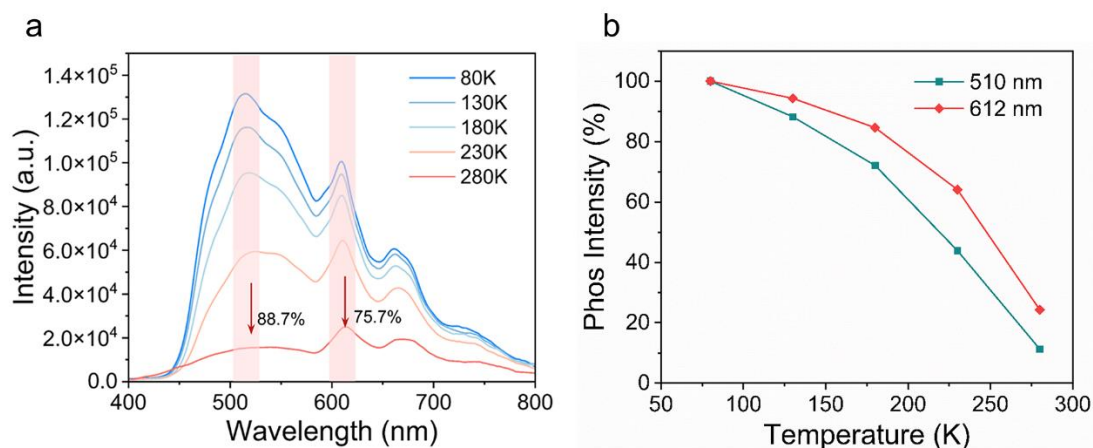 a
Intensity (a.u.)
1.4×10⁵
1.2×10⁵
1.0×10⁵
8.0×10⁴
6.0×10⁴
4.0×10⁴
2.0×10⁴
0.0
80K
130K
180K
230K
280K
88.7%
75.7%
400 500 600 700 800
Wavelength (nm)
b
Phos Intensity (%)
100
80
60
40
20
0
510 nm
612 nm
50 100 150 200 250 300
Temperature (K)